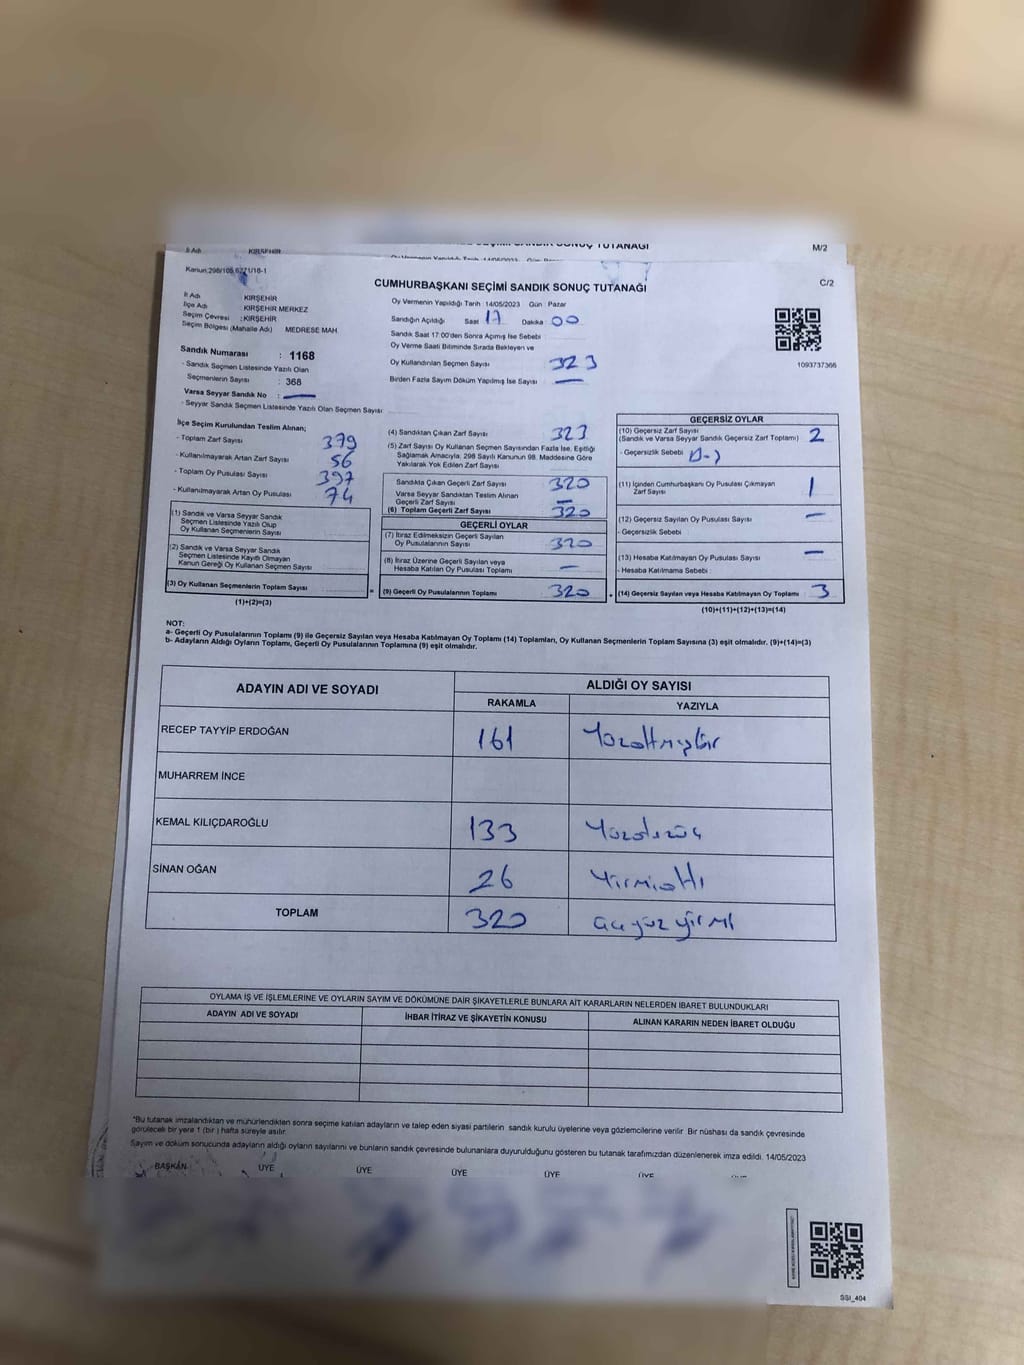 M/2
İl Adı KIRŞEHİR
Kanun:298/105,6271/16-1
CUMHURBAŞKANI SEÇİMİ SANDIK SONUÇ TUTANAĞI
C/2
İl Adı : KIRŞEHİR
İlçe Adı : KIRŞEHİR MERKEZ
Seçim Çevresi : KIRŞEHİR
Seçim Bölgesi (Mahalle Adı) MEDRESE MAH.
Oy Vermenin Yapıldığı Tarih 14/05/2023 Gün Pazar
Sandığın Açıldığı Saat 17 Dakika 00
Sandık Saat 17:00'den Sonra Açımış İse Sebebi
Oy Verme Saati Bitiminde Sırada Bekleyen ve
Oy Kullandırılan Seçmen Sayısı 323
Birden Fazla Sayım Döküm Yapılmış İse Sayısı —
1093737366
Sandık Numarası : 1168
- Sandık Seçmen Listesinde Yazılı Olan
Seçmenlerin Sayısı : 368
Varsa Seyyar Sandık No : —
- Seyyar Sandık Seçmen Listesinde Yazılı Olan Seçmen Sayısı
İlçe Seçim Kurulundan Teslim Alınan;
- Toplam Zarf Sayısı 379
- Kullanılmayarak Artan Zarf Sayısı 56
- Toplam Oy Pusulası Sayısı 397
- Kullanılmayarak Artan Oy Pusulası 74
(1) Sandık ve Varsa Seyyar Sandık
Seçmen Listesinde Yazılı Olup
Oy Kullanan Seçmenlerin Sayısı
(2) Sandık ve Varsa Seyyar Sandık
Seçmen Listesinde Kayıtlı Olmayan
Kanun Gereği Oy Kullanan Seçmen Sayısı
(3) Oy Kullanan Seçmenlerin Toplam Sayısı
(1)+(2)=(3)
(4) Sandıktan Çıkan Zarf Sayısı 323
(5) Zarf Sayısı Oy Kullanan Seçmen Sayısından Fazla İse, Eşitliği
Sağlamak Amacıyla, 298 Sayılı Kanunun 98. Maddesine Göre
Yakılarak Yok Edilen Zarf Sayısı
Sandıkta Çıkan Geçerli Zarf Sayısı 320
Varsa Seyyar Sandıktan Teslim Alınan
Geçerli Zarf Sayısı —
(6) Toplam Geçerli Zarf Sayısı 320
GEÇERLİ OYLAR
(7) İtiraz Edilmeksizin Geçerli Sayılan
Oy Pusulalarının Sayısı 320
(8) İtiraz Üzerine Geçerli Sayılan veya
Hesaba Katılan Oy Pusulası Toplamı —
= (9) Geçerli Oy Pusulalarının Toplamı 320
GEÇERSİZ OYLAR
(10) Geçersiz Zarf Sayısı 2
(Sandık ve Varsa Seyyar Sandık Geçersiz Zarf Toplamı)
- Geçersizlik Sebebi
(11) İçinden Cumhurbaşkanı Oy Pusulası Çıkmayan
Zarf Sayısı 1
(12) Geçersiz Sayılan Oy Pusulası Sayısı —
- Geçersizlik Sebebi
(13) Hesaba Katılmayan Oy Pusulası Sayısı —
- Hesaba Katılmama Sebebi
+ (14) Geçersiz Sayılan veya Hesaba Katılmayan Oy Toplamı 3
(10)+(11)+(12)+(13)=(14)
NOT:
a- Geçerli Oy Pusulalarının Toplamı (9) ile Geçersiz Sayılan veya Hesaba Katılmayan Oy Toplamı (14) Toplamları, Oy Kullanan Seçmenlerin Toplam Sayısına (3) eşit olmalıdır. (9)+(14)=(3)
b- Adayların Aldığı Oyların Toplamı, Geçerli Oy Pusulalarının Toplamına (9) eşit olmalıdır.
ADAYIN ADI VE SOYADI ALDIĞI OY SAYISI
RAKAMLA YAZIYLA
RECEP TAYYİP ERDOĞAN 161 Yüzaltmışbir
MUHARREM İNCE
KEMAL KILIÇDAROĞLU 133 Yüzotuzüç
SİNAN OĞAN 26 Yirmialtı
TOPLAM 320 üçyüz yirmi
OYLAMA İŞ VE İŞLEMLERİNE VE OYLARIN SAYIM VE DÖKÜMÜNE DAİR ŞİKAYETLERLE BUNLARA AİT KARARLARIN NELERDEN İBARET BULUNDUKLARI
ADAYIN ADI VE SOYADI İHBAR İTİRAZ VE ŞİKAYETİN KONUSU ALINAN KARARIN NEDEN İBARET OLDUĞU
*Bu tutanak imzalandıktan ve mühürlendikten sonra seçime katılan adayların ve talep eden siyasi partilerin sandık kurulu üyelerine veya gözlemcilerine verilir. Bir nüshası da sandık çevresinde
görülecek bir yere 1 (bir ) hafta süreyle asılır.
Sayım ve döküm sonucunda adayların aldığı oyların sayılarını ve bunların sandık çevresinde bulunanlara duyurulduğunu gösteren bu tutanak tarafımızdan düzenlenerek imza edildi. 14/05/2023
BAŞKAN ÜYE ÜYE ÜYE ÜYE ÜYE
SSI_404